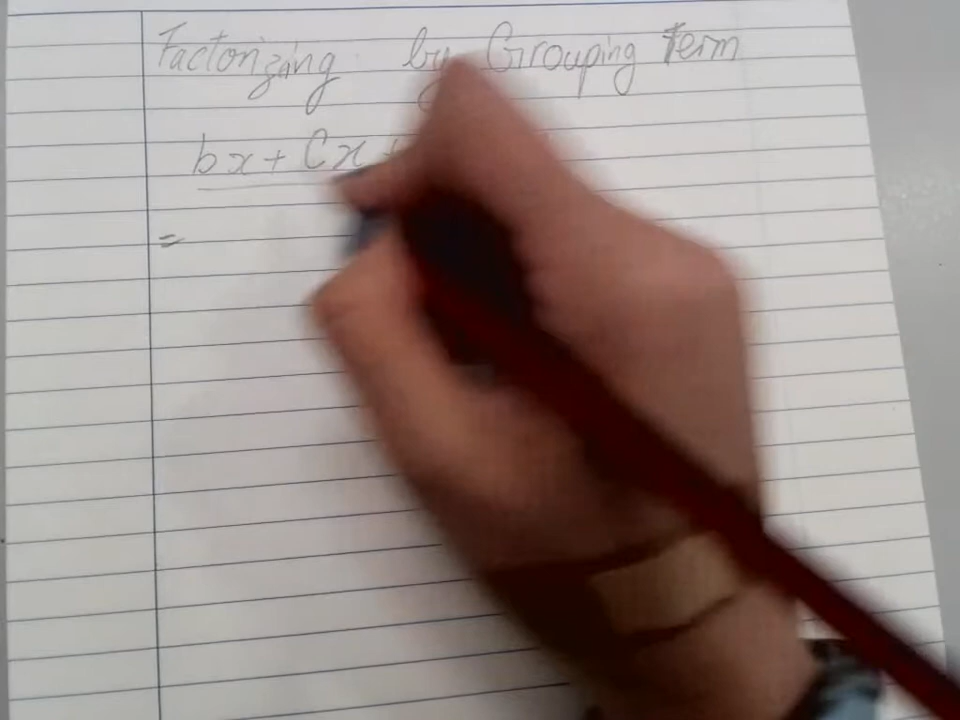 Factorizing by Grouping Term
bx + Cx +
=